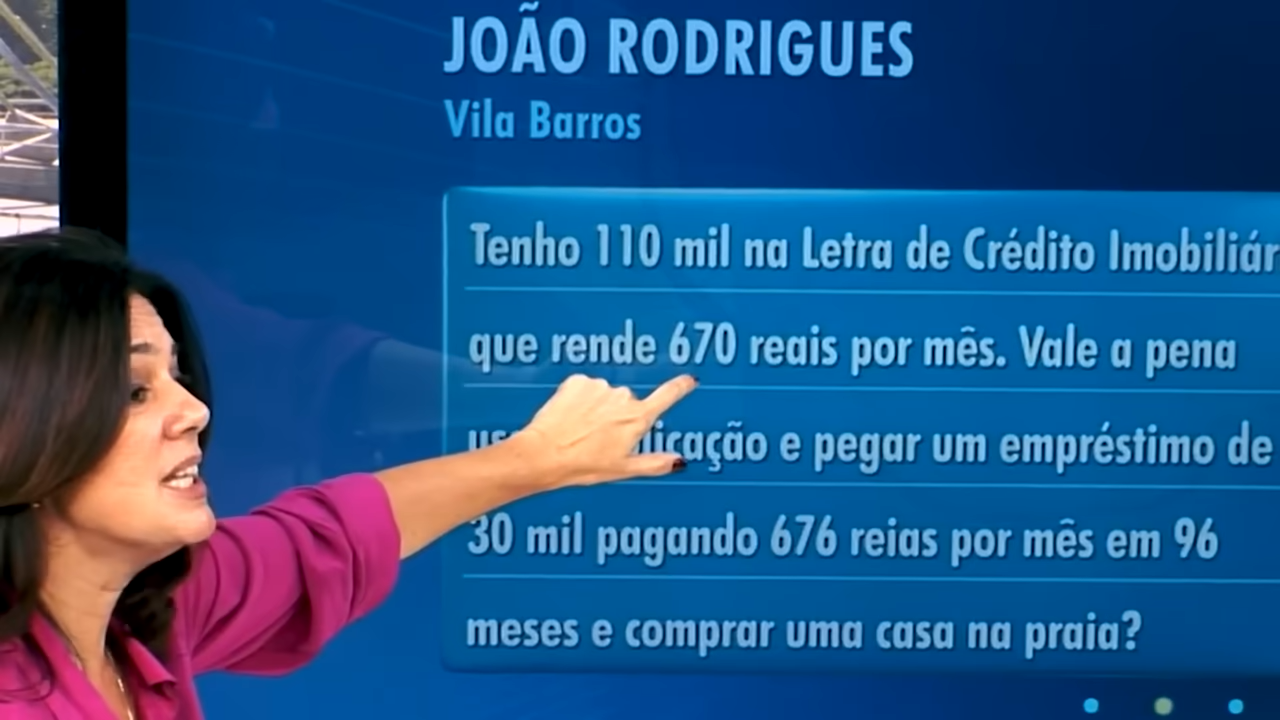 JOÃO RODRIGUES
Vila Barros
Tenho 110 mil na Letra de Crédito Imobiliár
que rende 670 reais por mês. Vale a pena
e pegar um empréstimo de
30 mil pagando 676 reias por mês em 96
meses e comprar uma casa na praia?